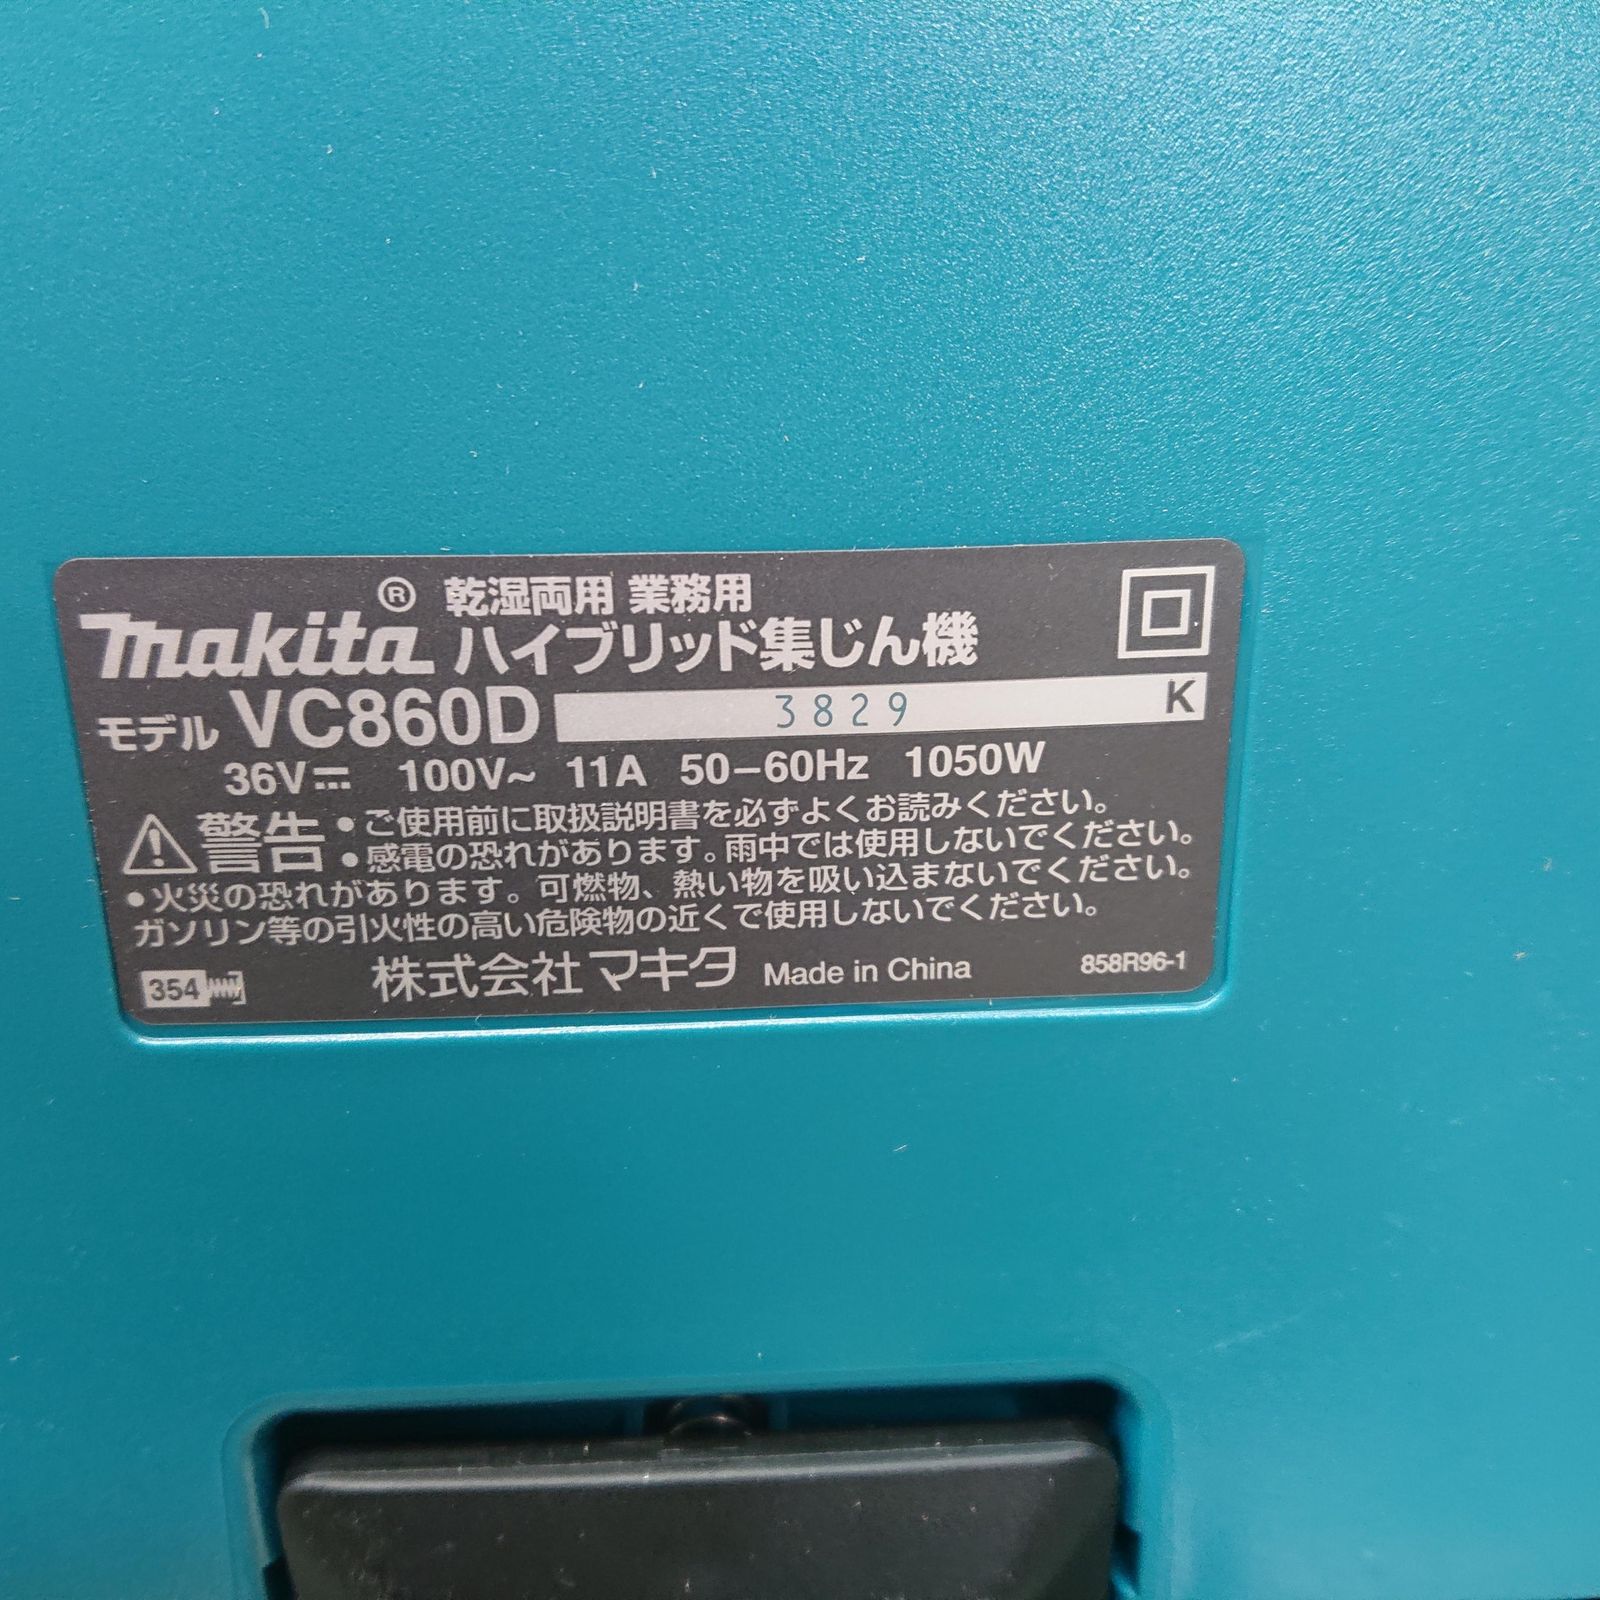 makita® 乾湿両用 業務用
ハイブリッド集じん機
モデル VC860D 3829 K
36V⎓ 100V~ 11A 50–60Hz 1050W
⚠警告 •ご使用前に取扱説明書を必ずよくお読みください。
•感電の恐れがあります。雨中では使用しないでください。
•火災の恐れがあります。可燃物、熱い物を吸い込まないでください。
ガソリン等の引火性の高い危険物の近くで使用しないでください。
354 株式会社マキタ Made in China 858R96-1